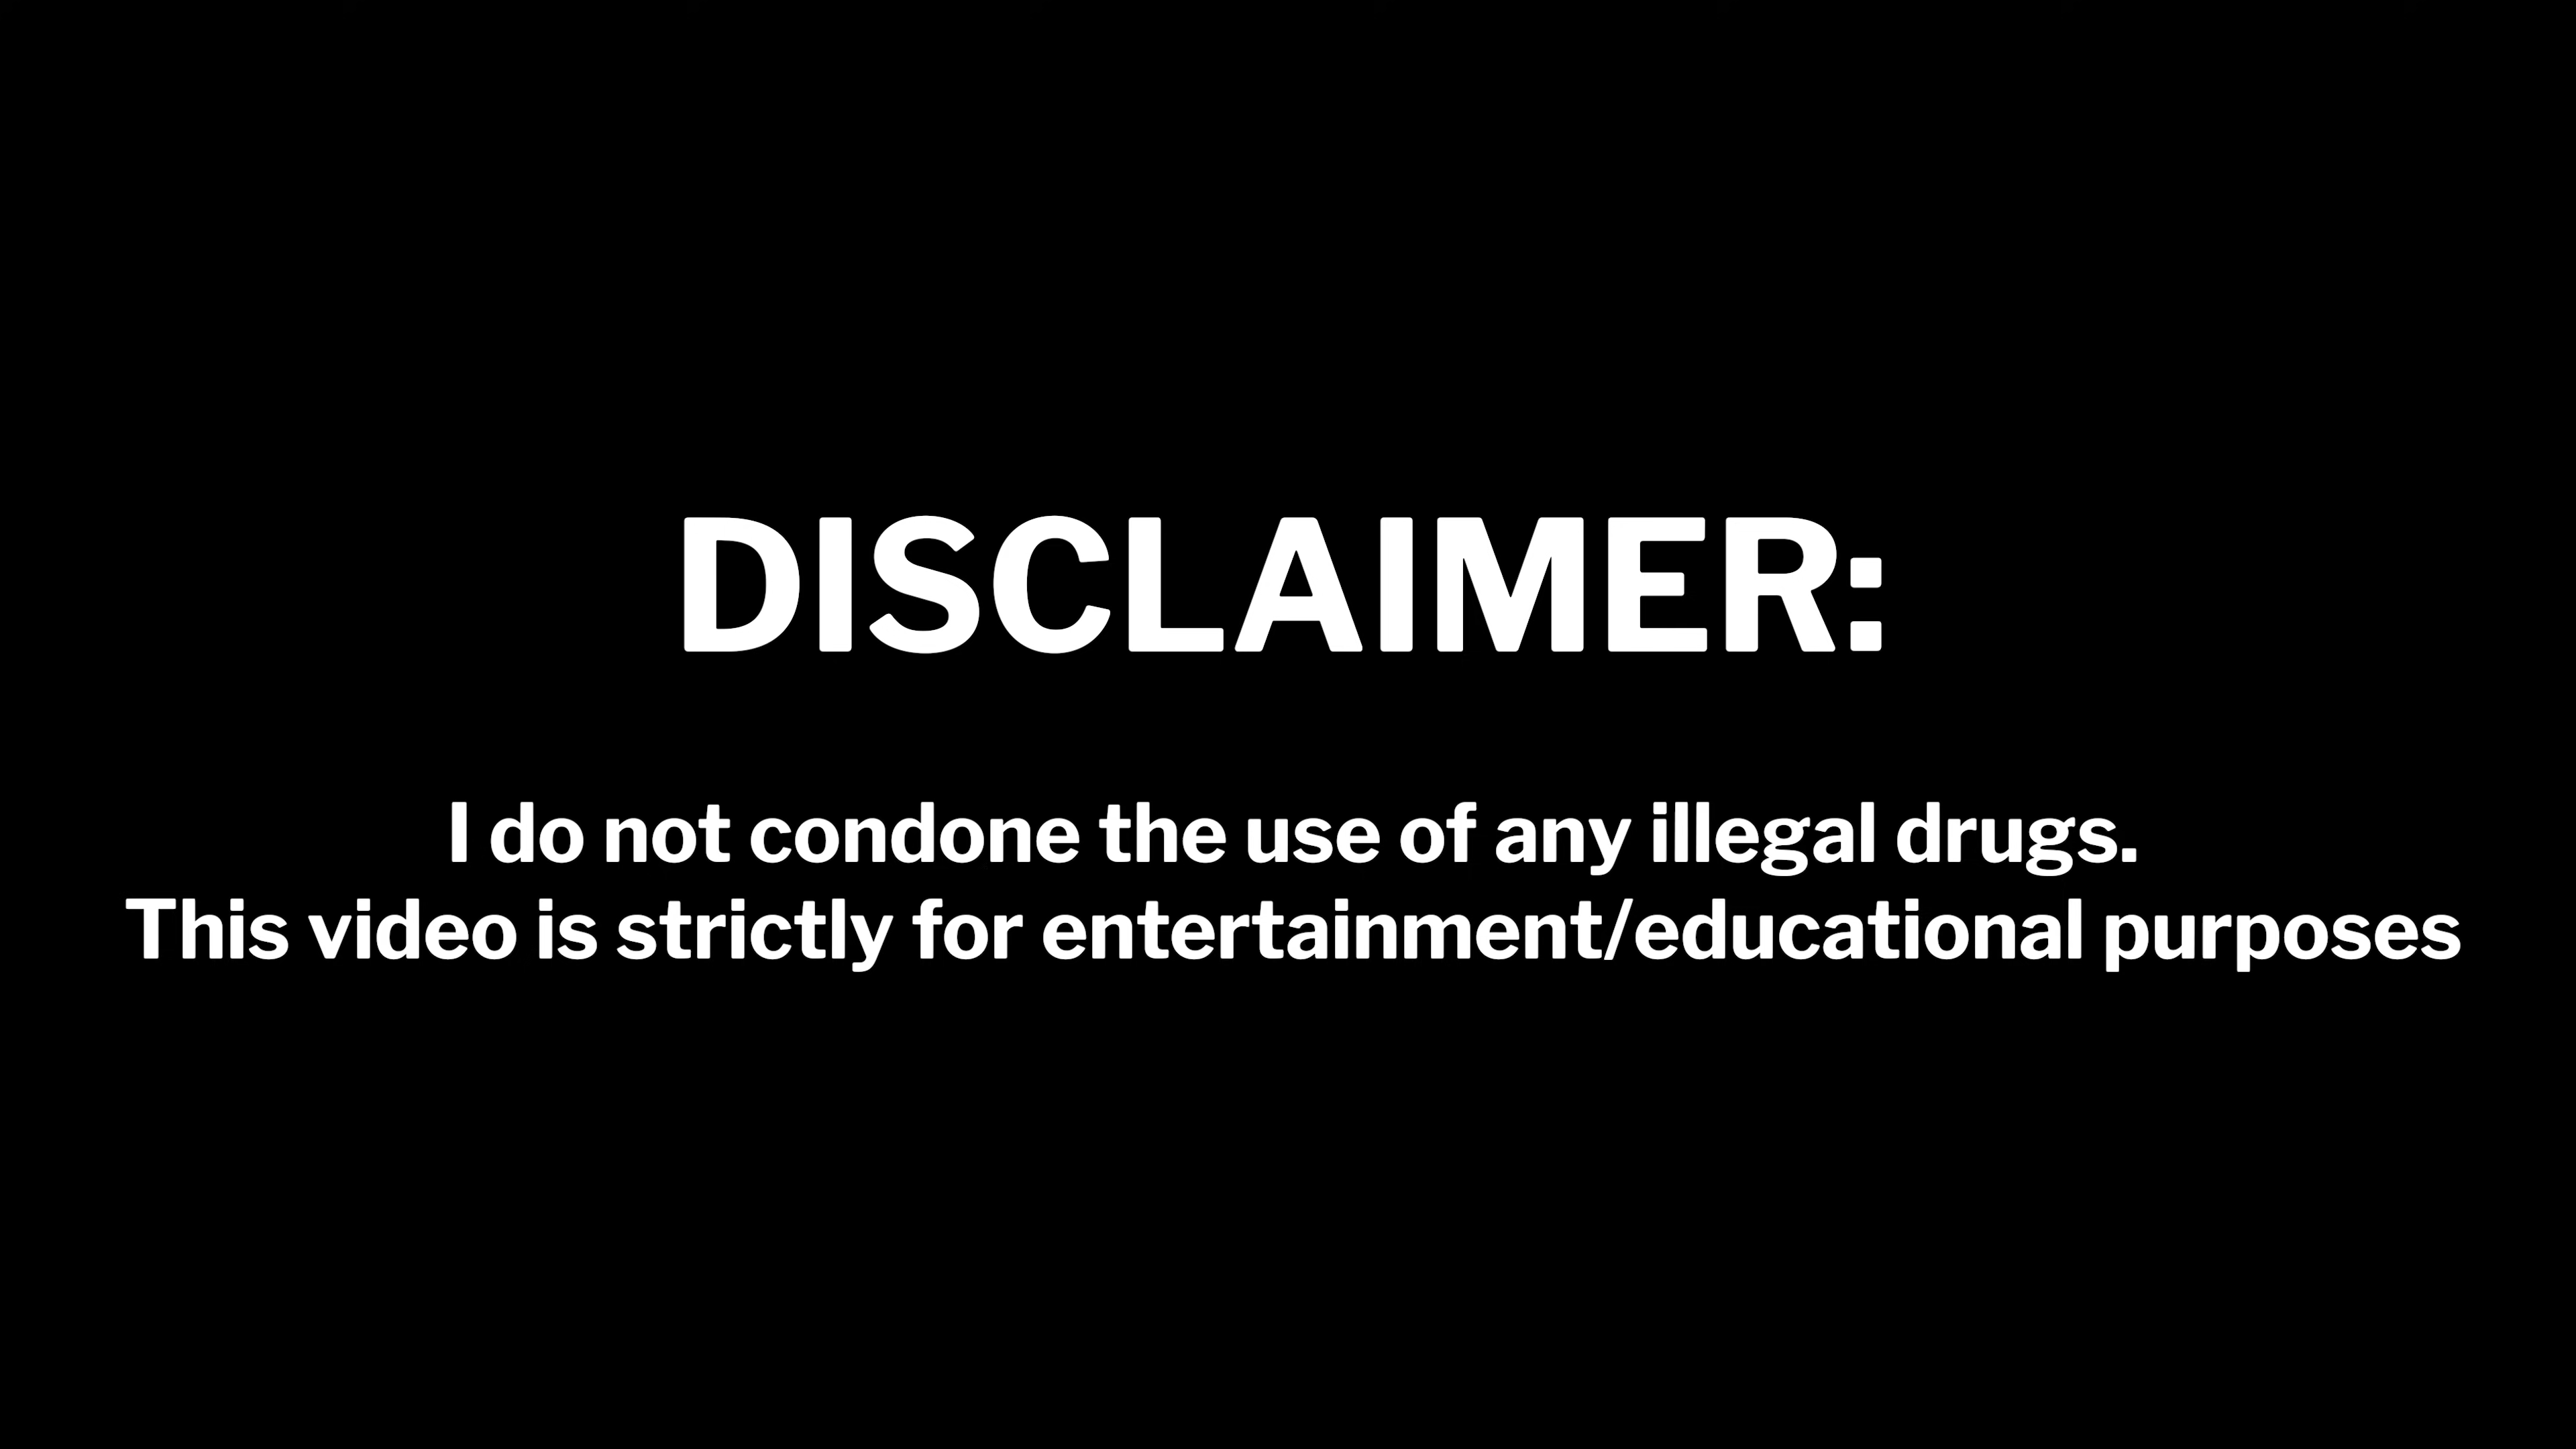 DISCLAIMER:
I do not condone the use of any illegal drugs.
This video is strictly for entertainment/educational purposes